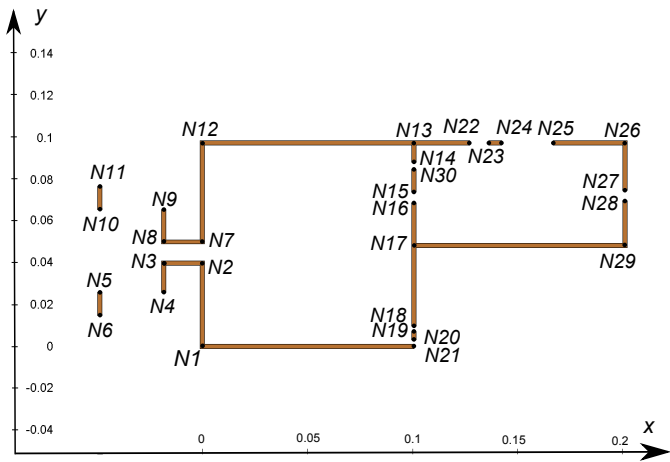 y
0.14
0.12
N12 N13 N22 N24 N25 N26
0.1
N23
N14
N11 N30
0.08
N27
N9 N15
N28
N10 N16
0.06
N8 N7 N17
N29
0.04
N3 N2
N5 N4
0.02
N6 N18
N19 N20
0
N1 N21
-0.02
-0.04
0 0.05 0.1 0.15 0.2 x